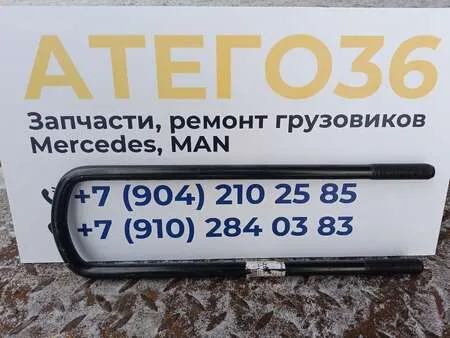 АТЕГО36
Запчасти, ремонт грузовиков
Mercedes, MAN
+7 (904) 210 25 85
+7 (910) 284 03 83